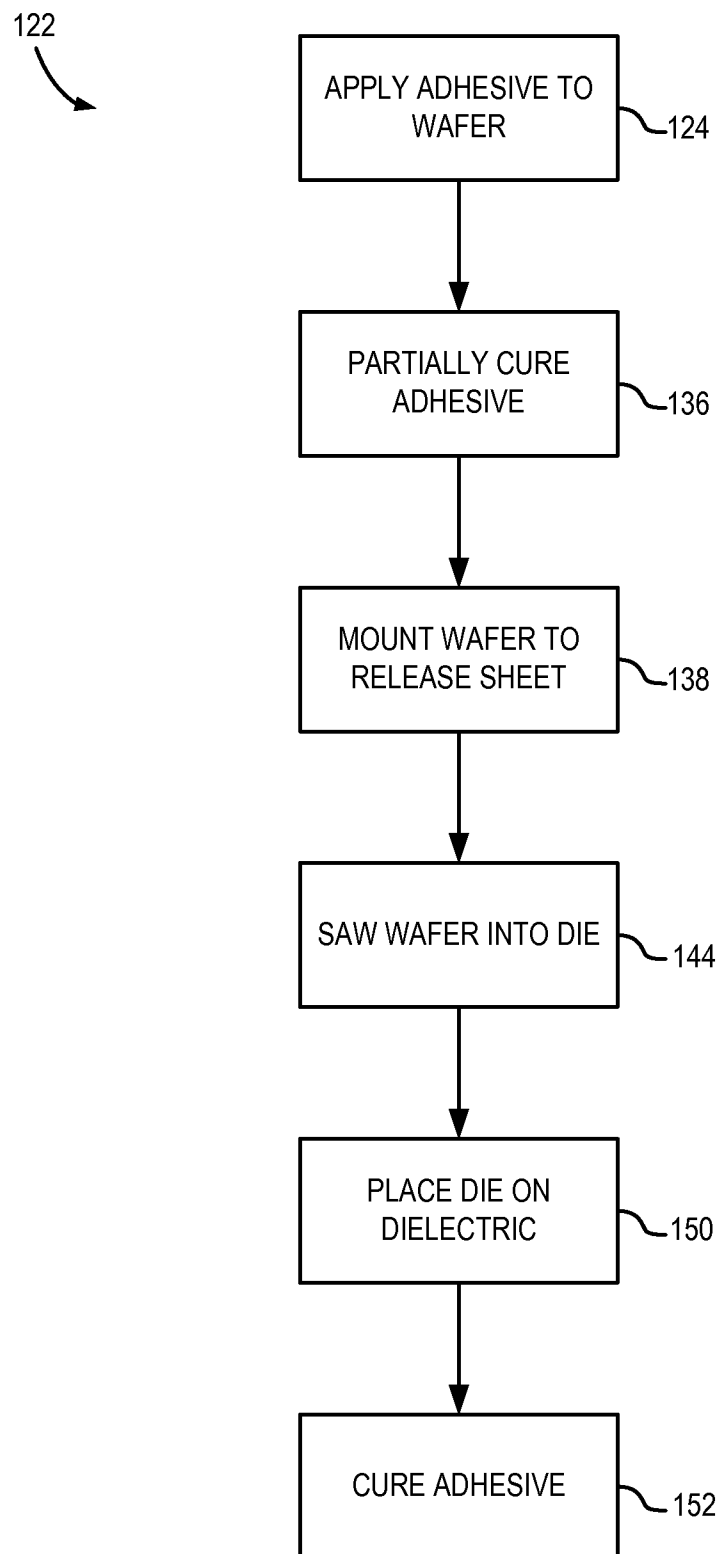 122
APPLY ADHESIVE TO
WAFER
124
PARTIALLY CURE
ADHESIVE
136
MOUNT WAFER TO
RELEASE SHEET
138
SAW WAFER INTO DIE
144
PLACE DIE ON
DIELECTRIC
150
CURE ADHESIVE
152